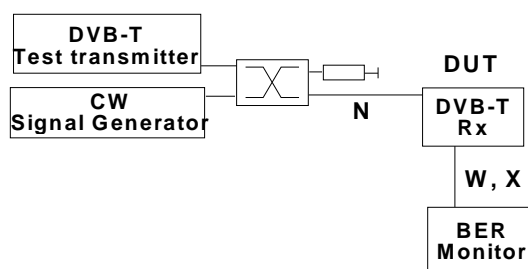 DVB-T
Test transmitter
CW
Signal Generator
N
DUT
DVB-T
Rx
W, X
BER
Monitor